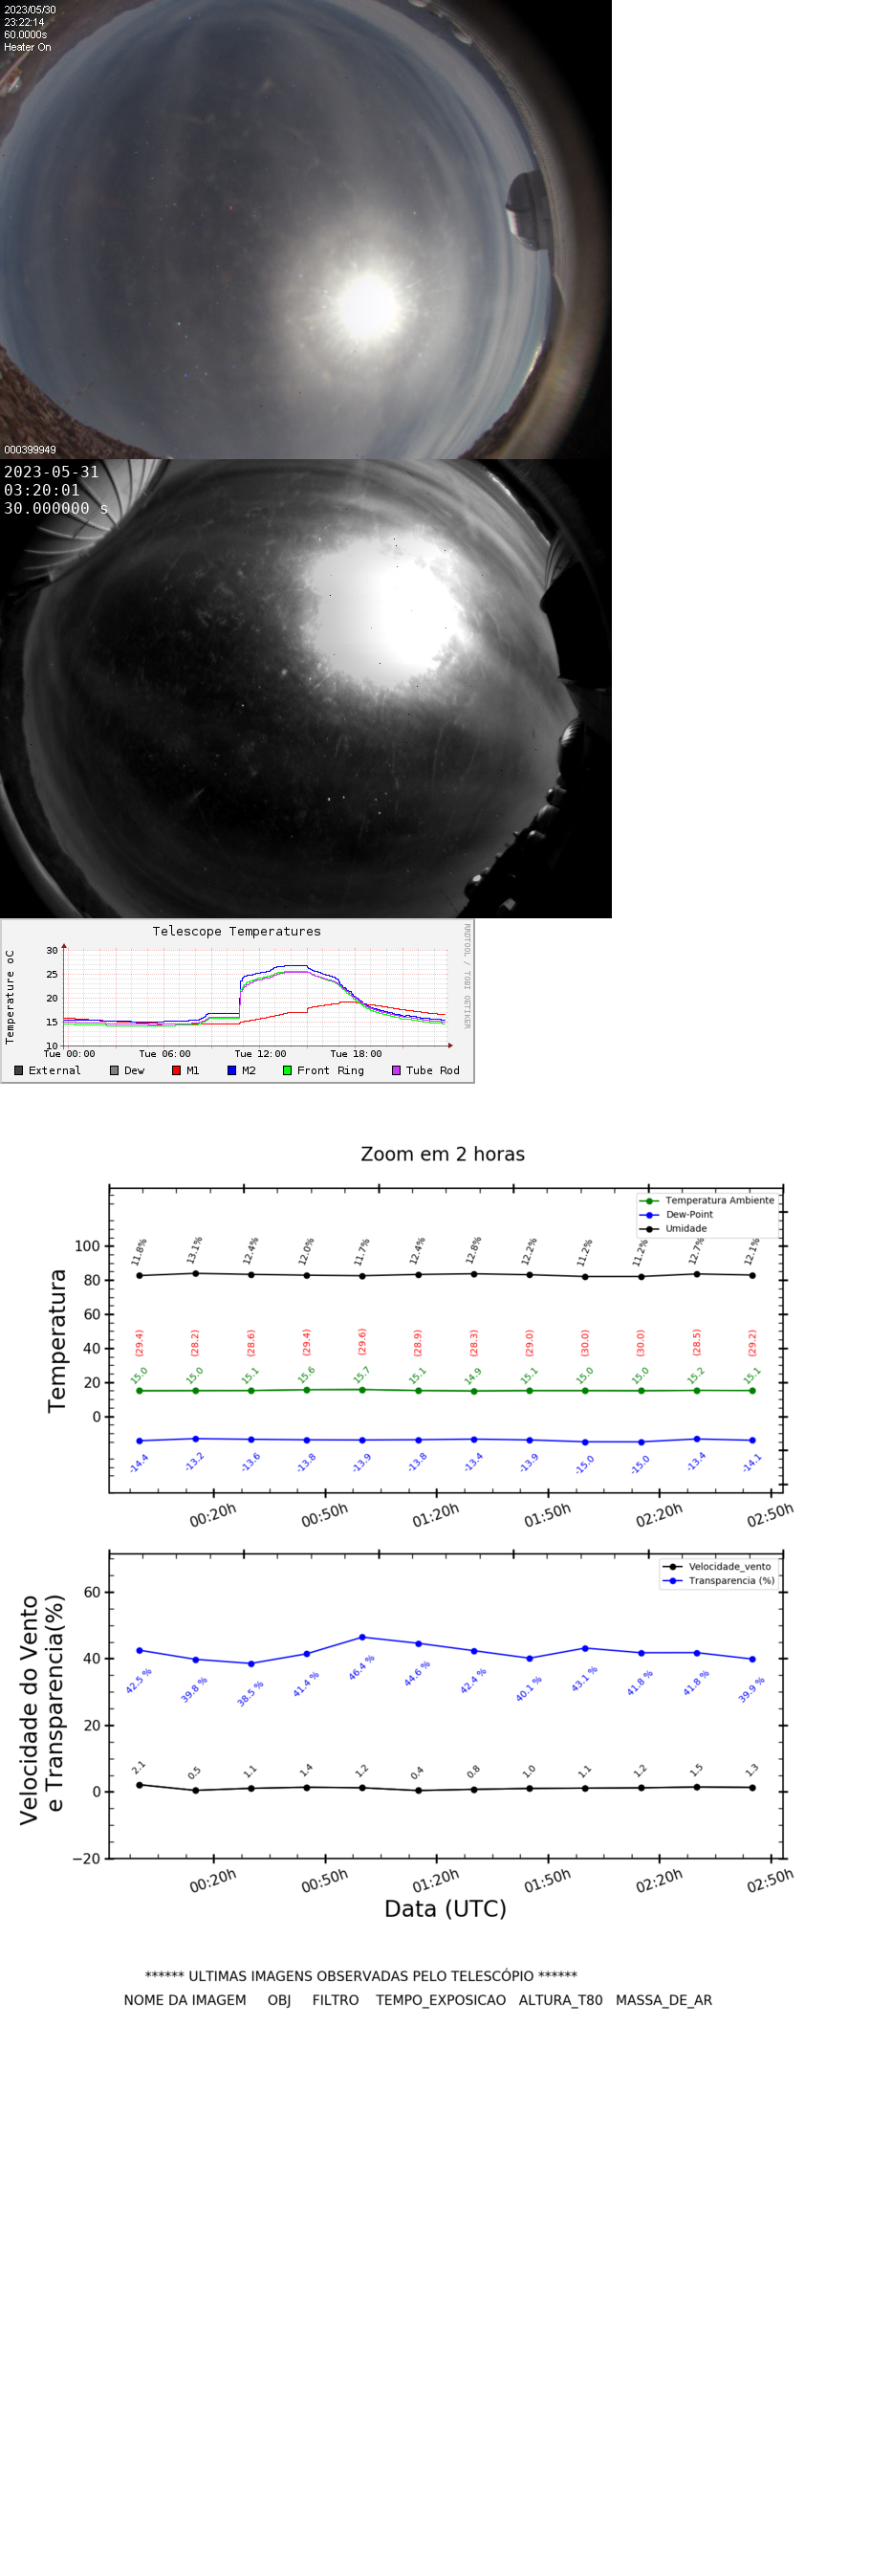 2023/05/30
23:22:14
60.0000s
Heater On
000399949
2023-05-31
03:20:01
30.000000 s
Telescope Temperatures
RRDTOOL / TOBI OETIKER
Temperature oC
30
25
20
15
10
Tue 00:00 Tue 06:00 Tue 12:00 Tue 18:00
External Dew M1 M2 Front Ring Tube Rod
Zoom em 2 horas
Temperatura Ambiente
Dew-Point
Umidade
Temperatura
100
80
60
40
20
0
11.8% 13.1% 12.4% 12.0% 11.7% 12.4% 12.8% 12.2% 11.2% 11.2% 12.7% 12.1%
(29.4) (28.2) (28.6) (29.4) (29.6) (28.9) (28.3) (29.0) (30.0) (30.0) (28.5) (29.2)
15.0 15.0 15.1 15.6 15.7 15.1 14.9 15.1 15.0 15.0 15.2 15.1
-14.4 -13.2 -13.6 -13.8 -13.9 -13.8 -13.4 -13.9 -15.0 -15.0 -13.4 -14.1
00:20h 00:50h 01:20h 01:50h 02:20h 02:50h
Velocidade_vento
Transparencia (%)
Velocidade do Vento
e Transparencia(%)
60
40
20
0
−20
42.5 % 39.8 % 38.5 % 41.4 % 46.4 % 44.6 % 42.4 % 40.1 % 43.1 % 41.8 % 41.8 % 39.9 %
2.1 0.5 1.1 1.4 1.2 0.4 0.8 1.0 1.1 1.2 1.5 1.3
00:20h 00:50h 01:20h 01:50h 02:20h 02:50h
Data (UTC)
****** ULTIMAS IMAGENS OBSERVADAS PELO TELESCÓPIO ******
NOME DA IMAGEM OBJ FILTRO TEMPO_EXPOSICAO ALTURA_T80 MASSA_DE_AR